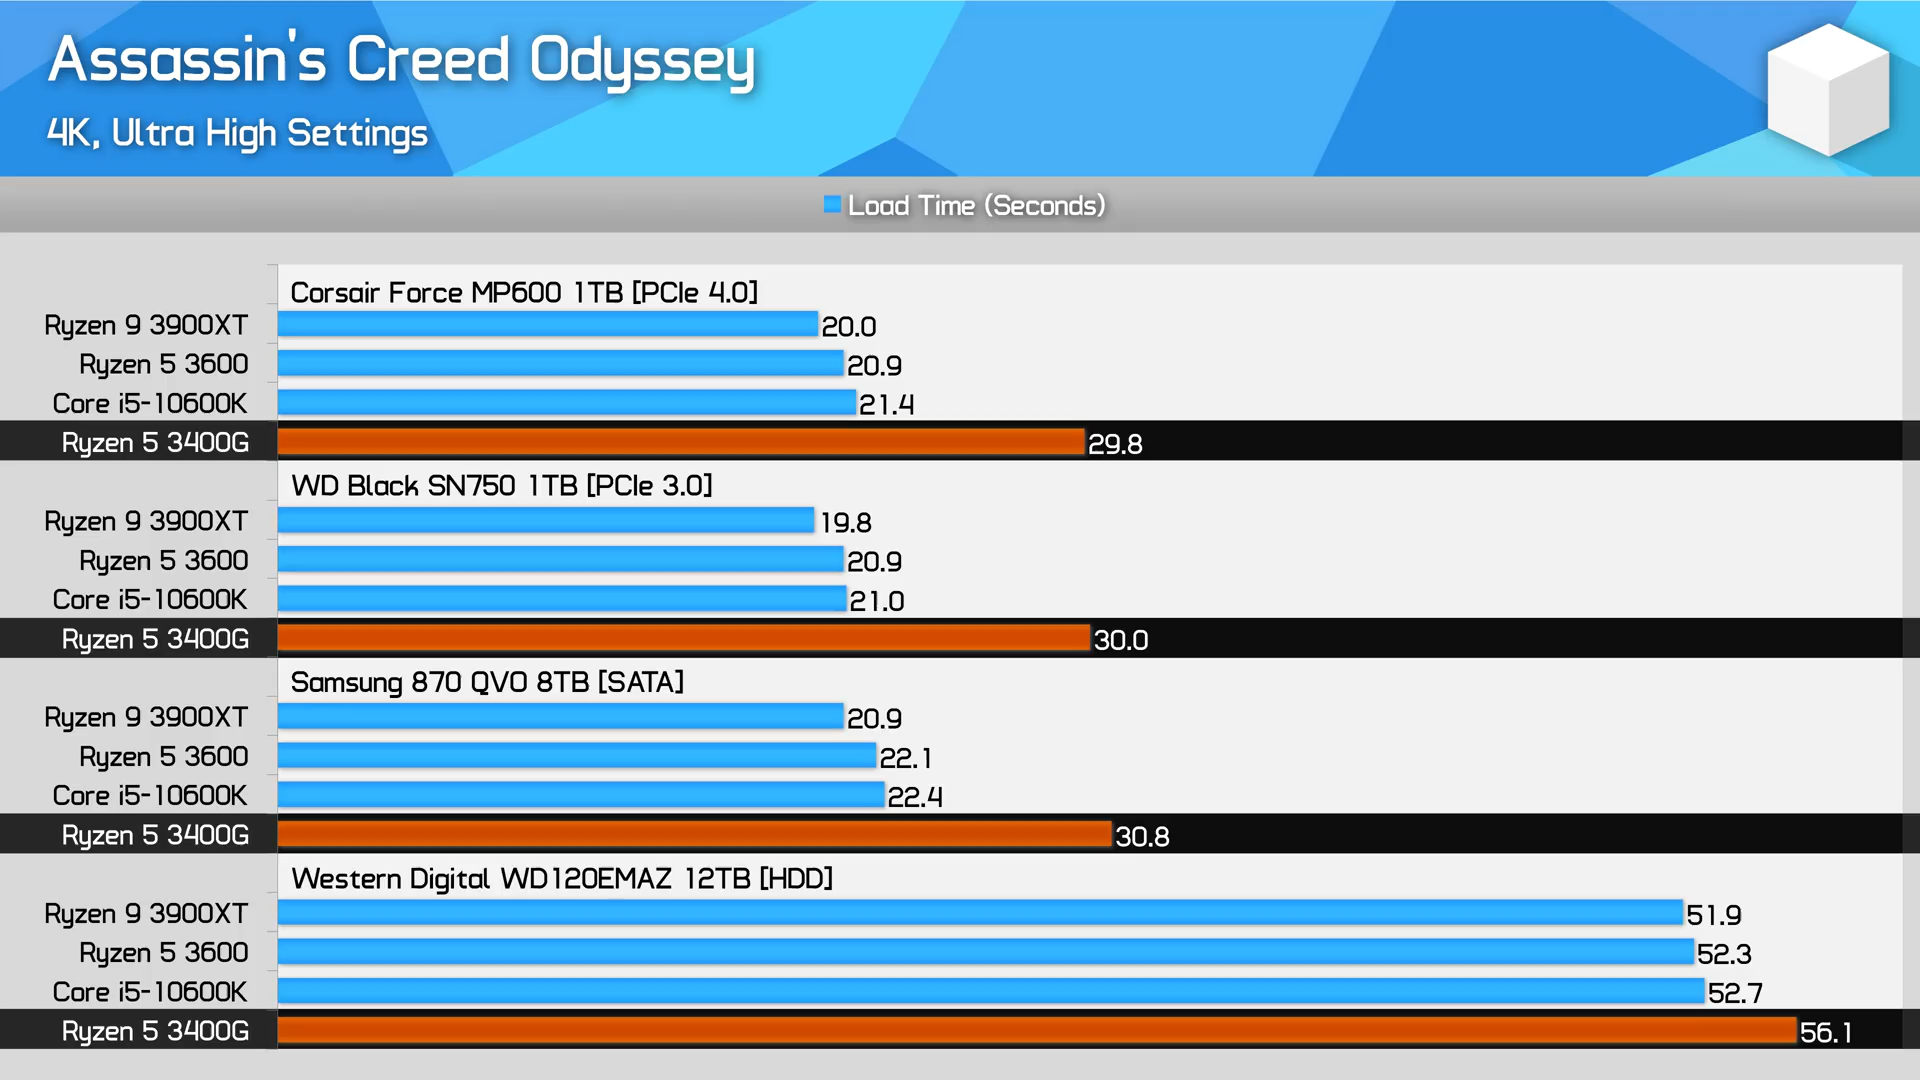 Assassin's Creed Odyssey
4K, Ultra High Settings
Load Time (Seconds)
Corsair Force MP600 1TB [PCIe 4.0]
Ryzen 9 3900XT 20.0
Ryzen 5 3600 20.9
Core i5-10600K 21.4
Ryzen 5 3400G 29.8
WD Black SN750 1TB [PCIe 3.0]
Ryzen 9 3900XT 19.8
Ryzen 5 3600 20.9
Core i5-10600K 21.0
Ryzen 5 3400G 30.0
Samsung 870 QVO 8TB [SATA]
Ryzen 9 3900XT 20.9
Ryzen 5 3600 22.1
Core i5-10600K 22.4
Ryzen 5 3400G 30.8
Western Digital WD120EMAZ 12TB [HDD]
Ryzen 9 3900XT 51.9
Ryzen 5 3600 52.3
Core i5-10600K 52.7
Ryzen 5 3400G 56.1